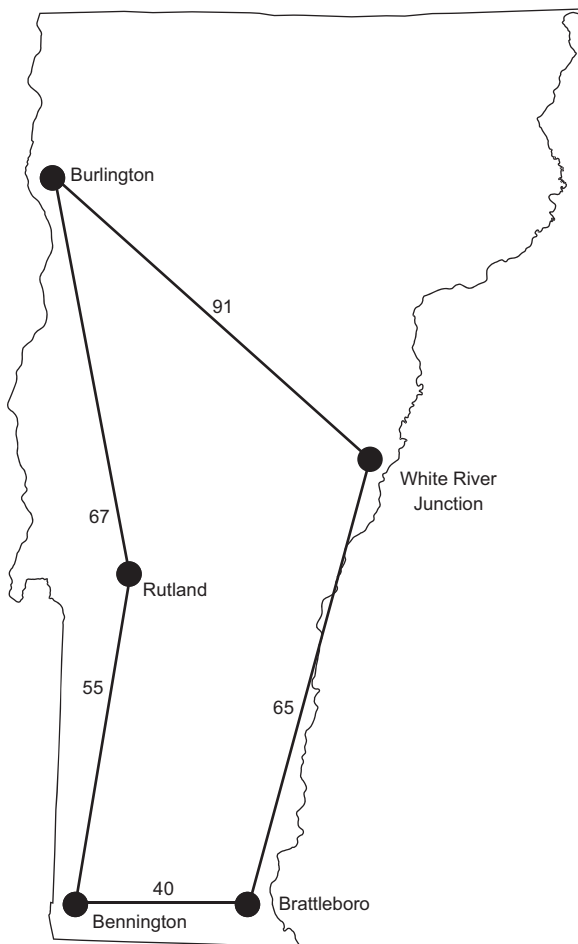 Burlington
91
White River
Junction
67
Rutland
55
65
40
Bennington
Brattleboro